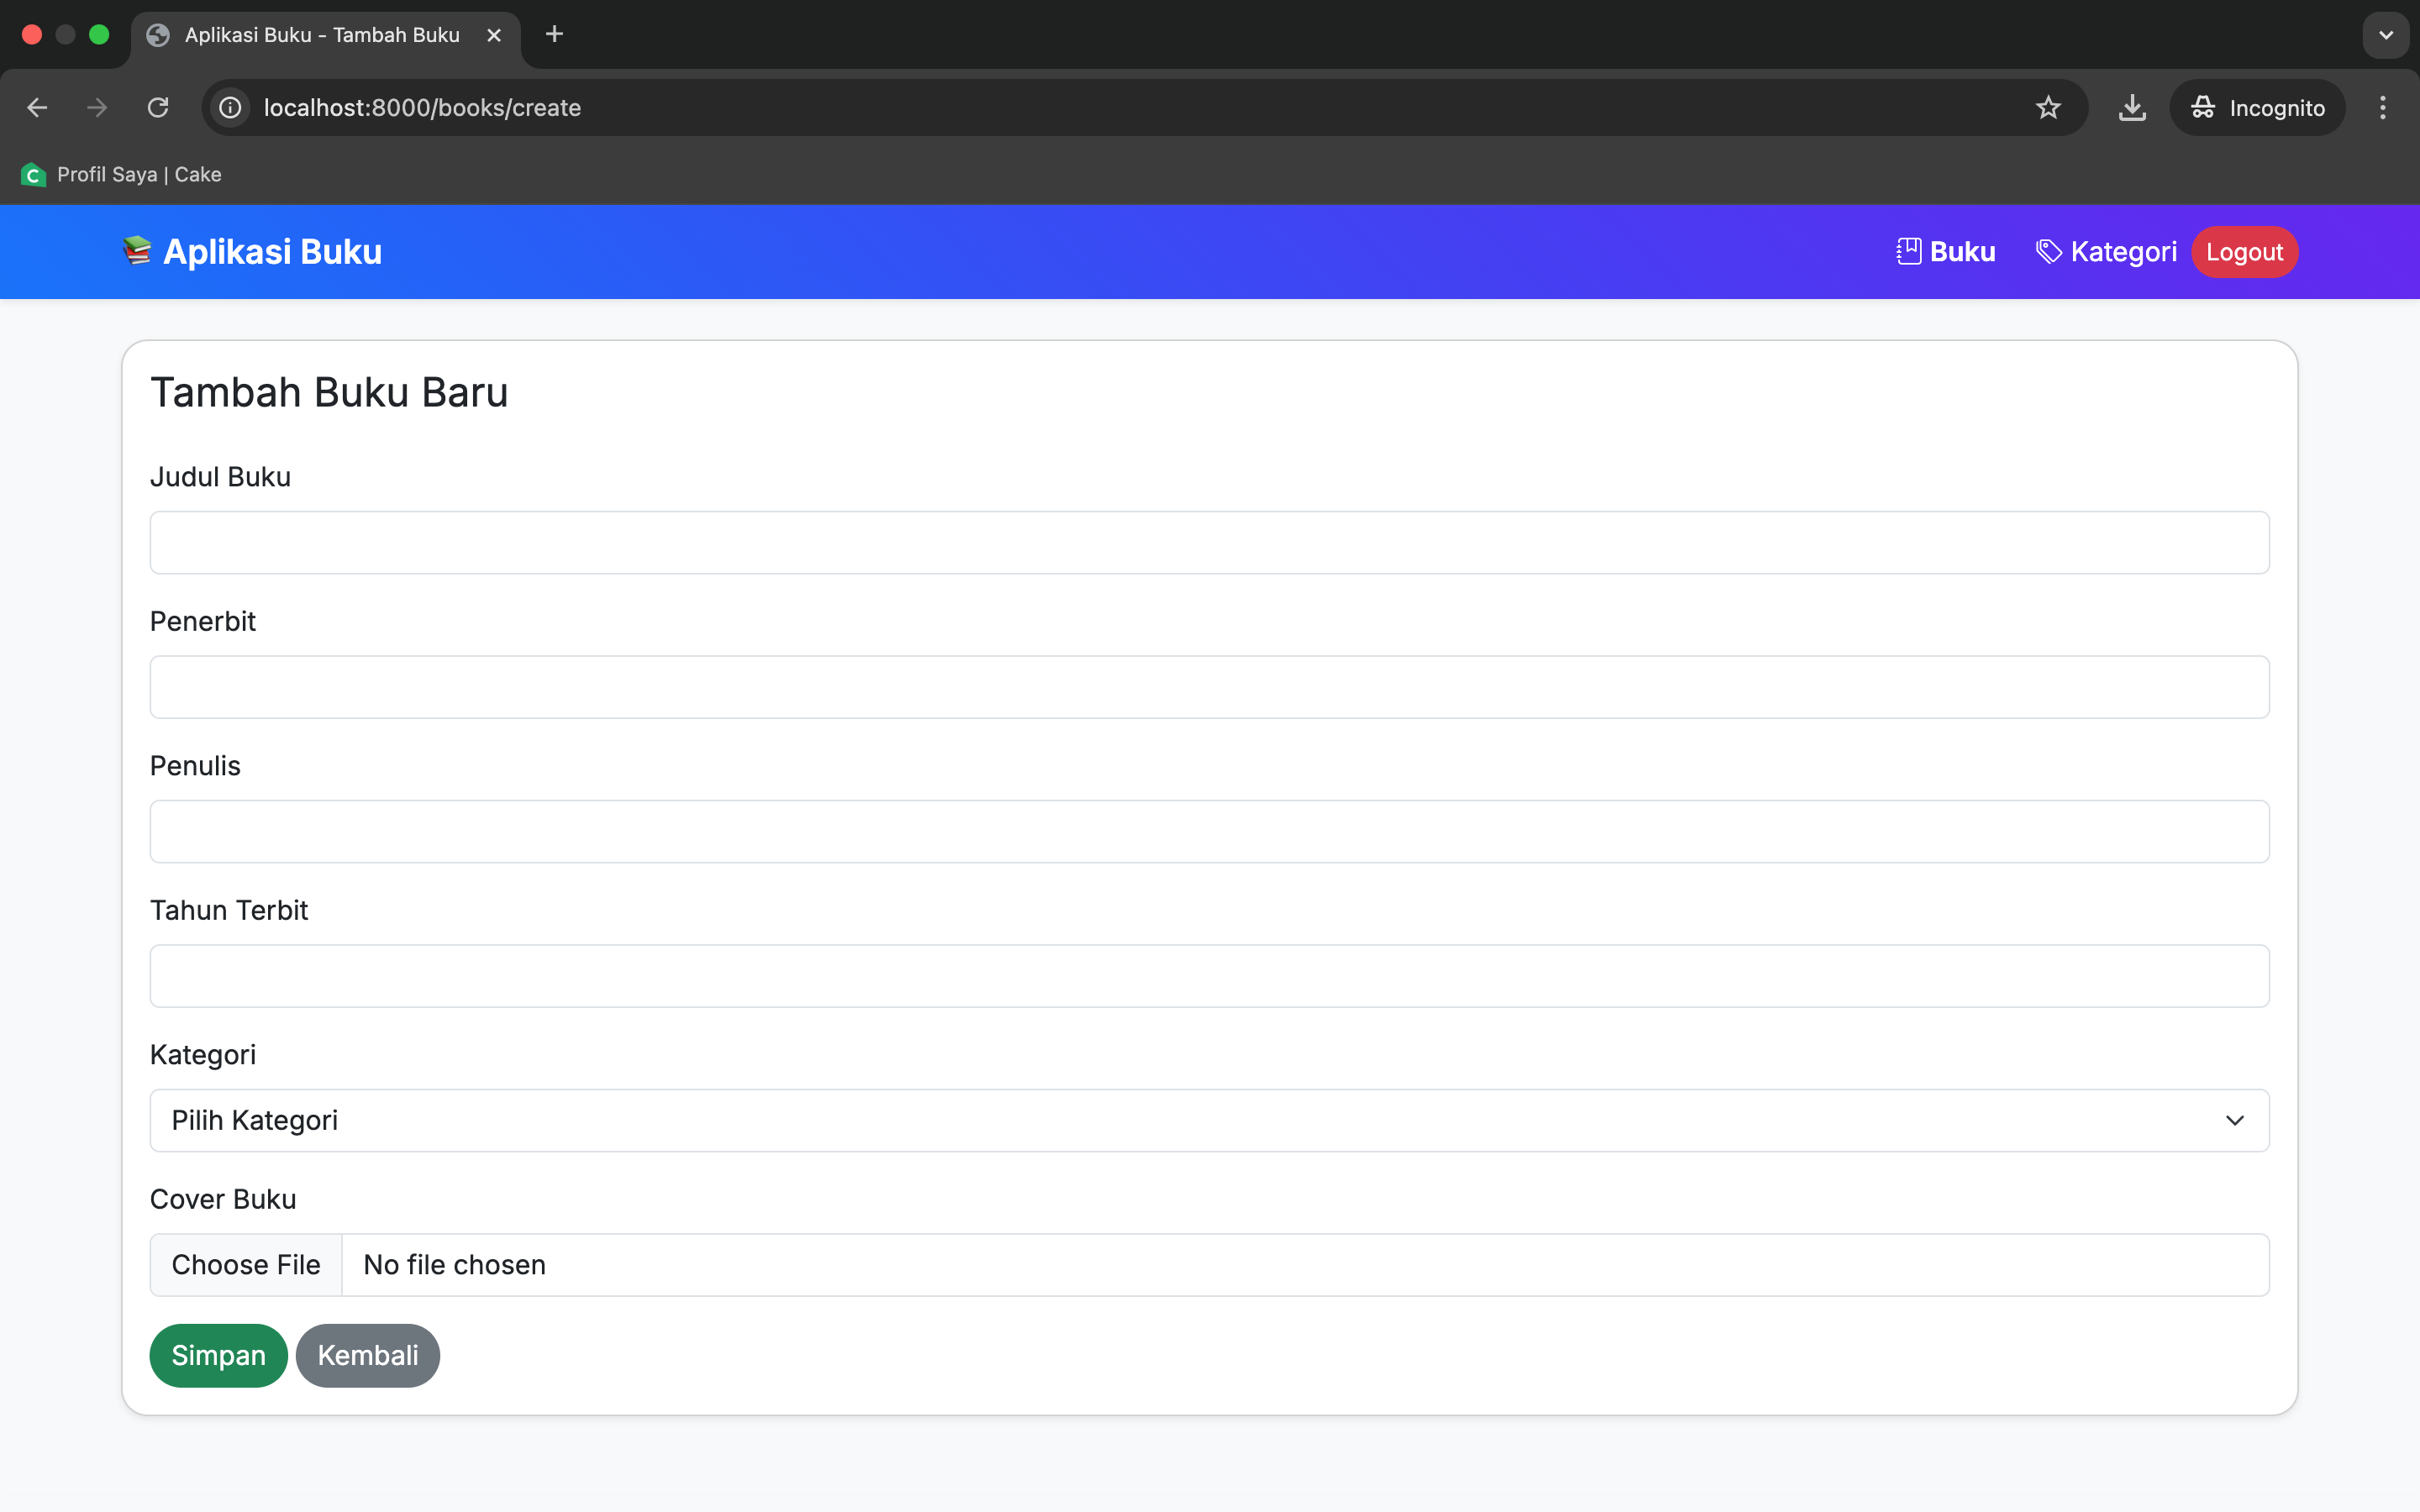 Aplikasi Buku - Tambah Buku
localhost:8000/books/create
Incognito
Profil Saya | Cake
Aplikasi Buku
Buku
Kategori
Logout
Tambah Buku Baru
Judul Buku
Penerbit
Penulis
Tahun Terbit
Kategori
Pilih Kategori
Cover Buku
Choose File No file chosen
Simpan Kembali